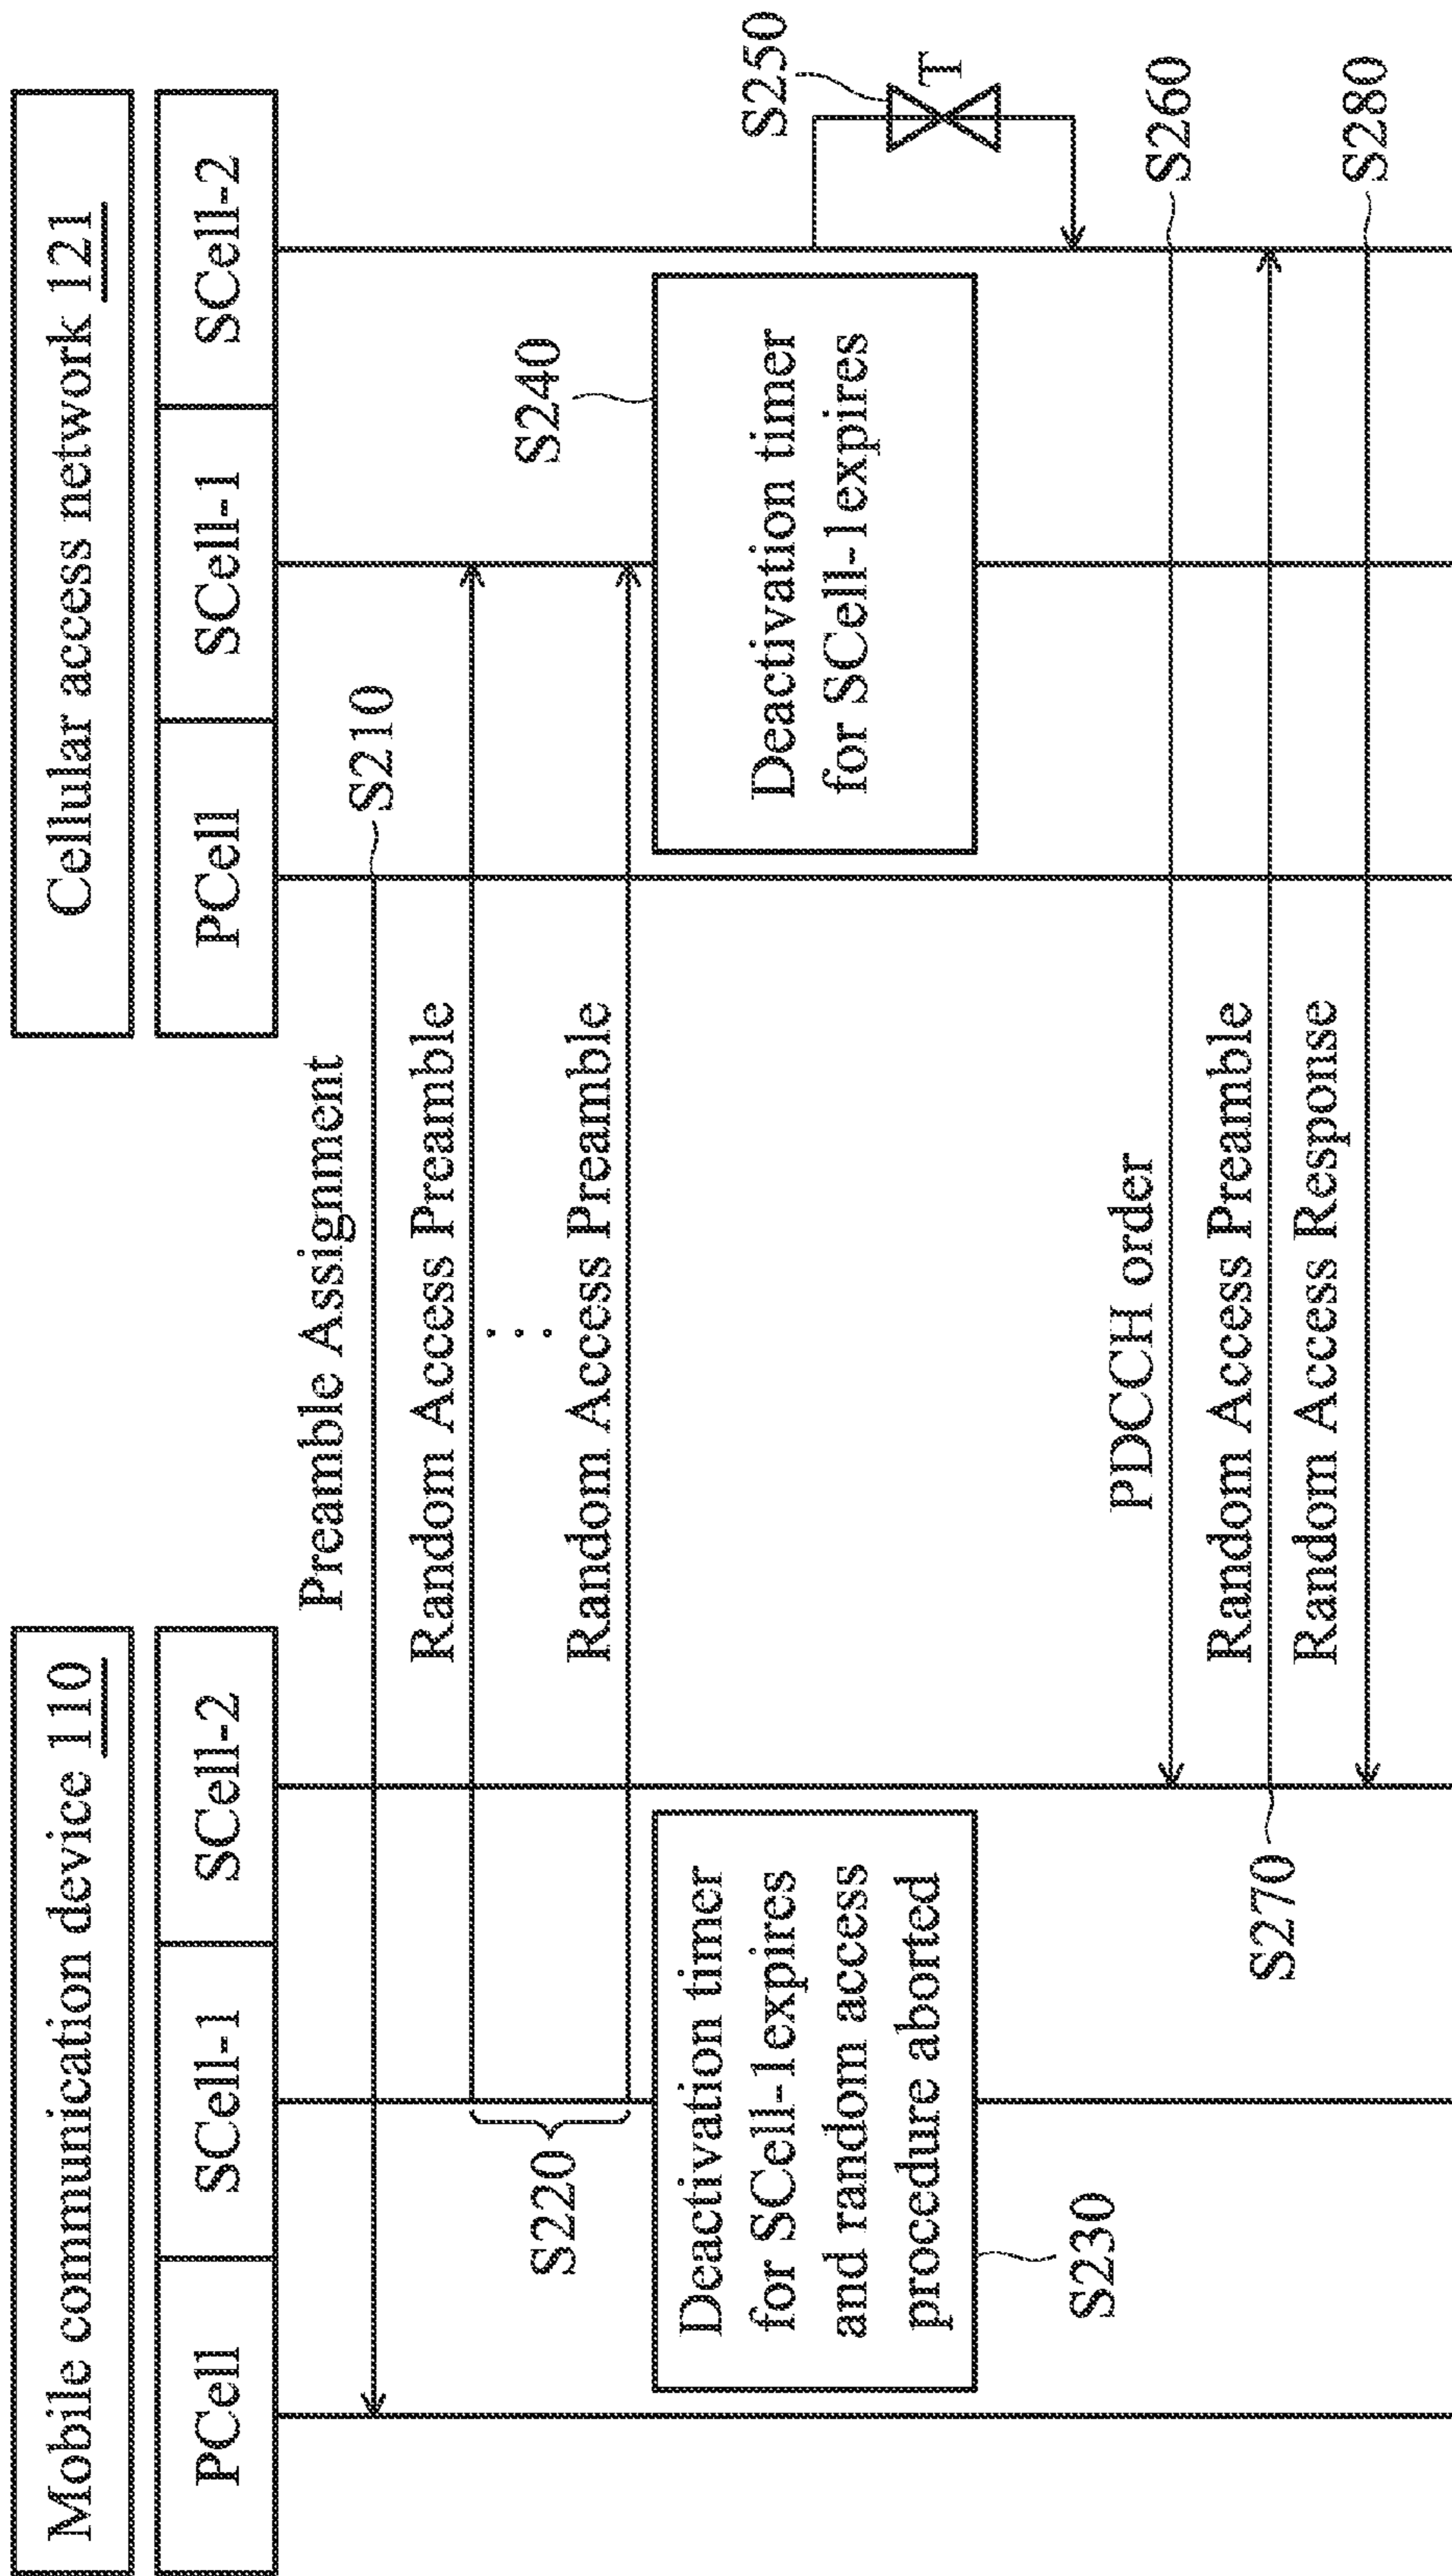 Mobile communication device 110
Cellular access network 121
PCell
SCell-1
SCell-2
PCell
SCell-1
SCell-2
Preamble Assignment
S210
Random Access Preamble
S220
Random Access Preamble
Deactivation timer
for SCell-1expires
and random access
procedure aborted
S230
S240
Deactivation timer
for SCell-1expires
S250
T
PDCCH order
S260
Random Access Preamble
S270
Random Access Response
S280